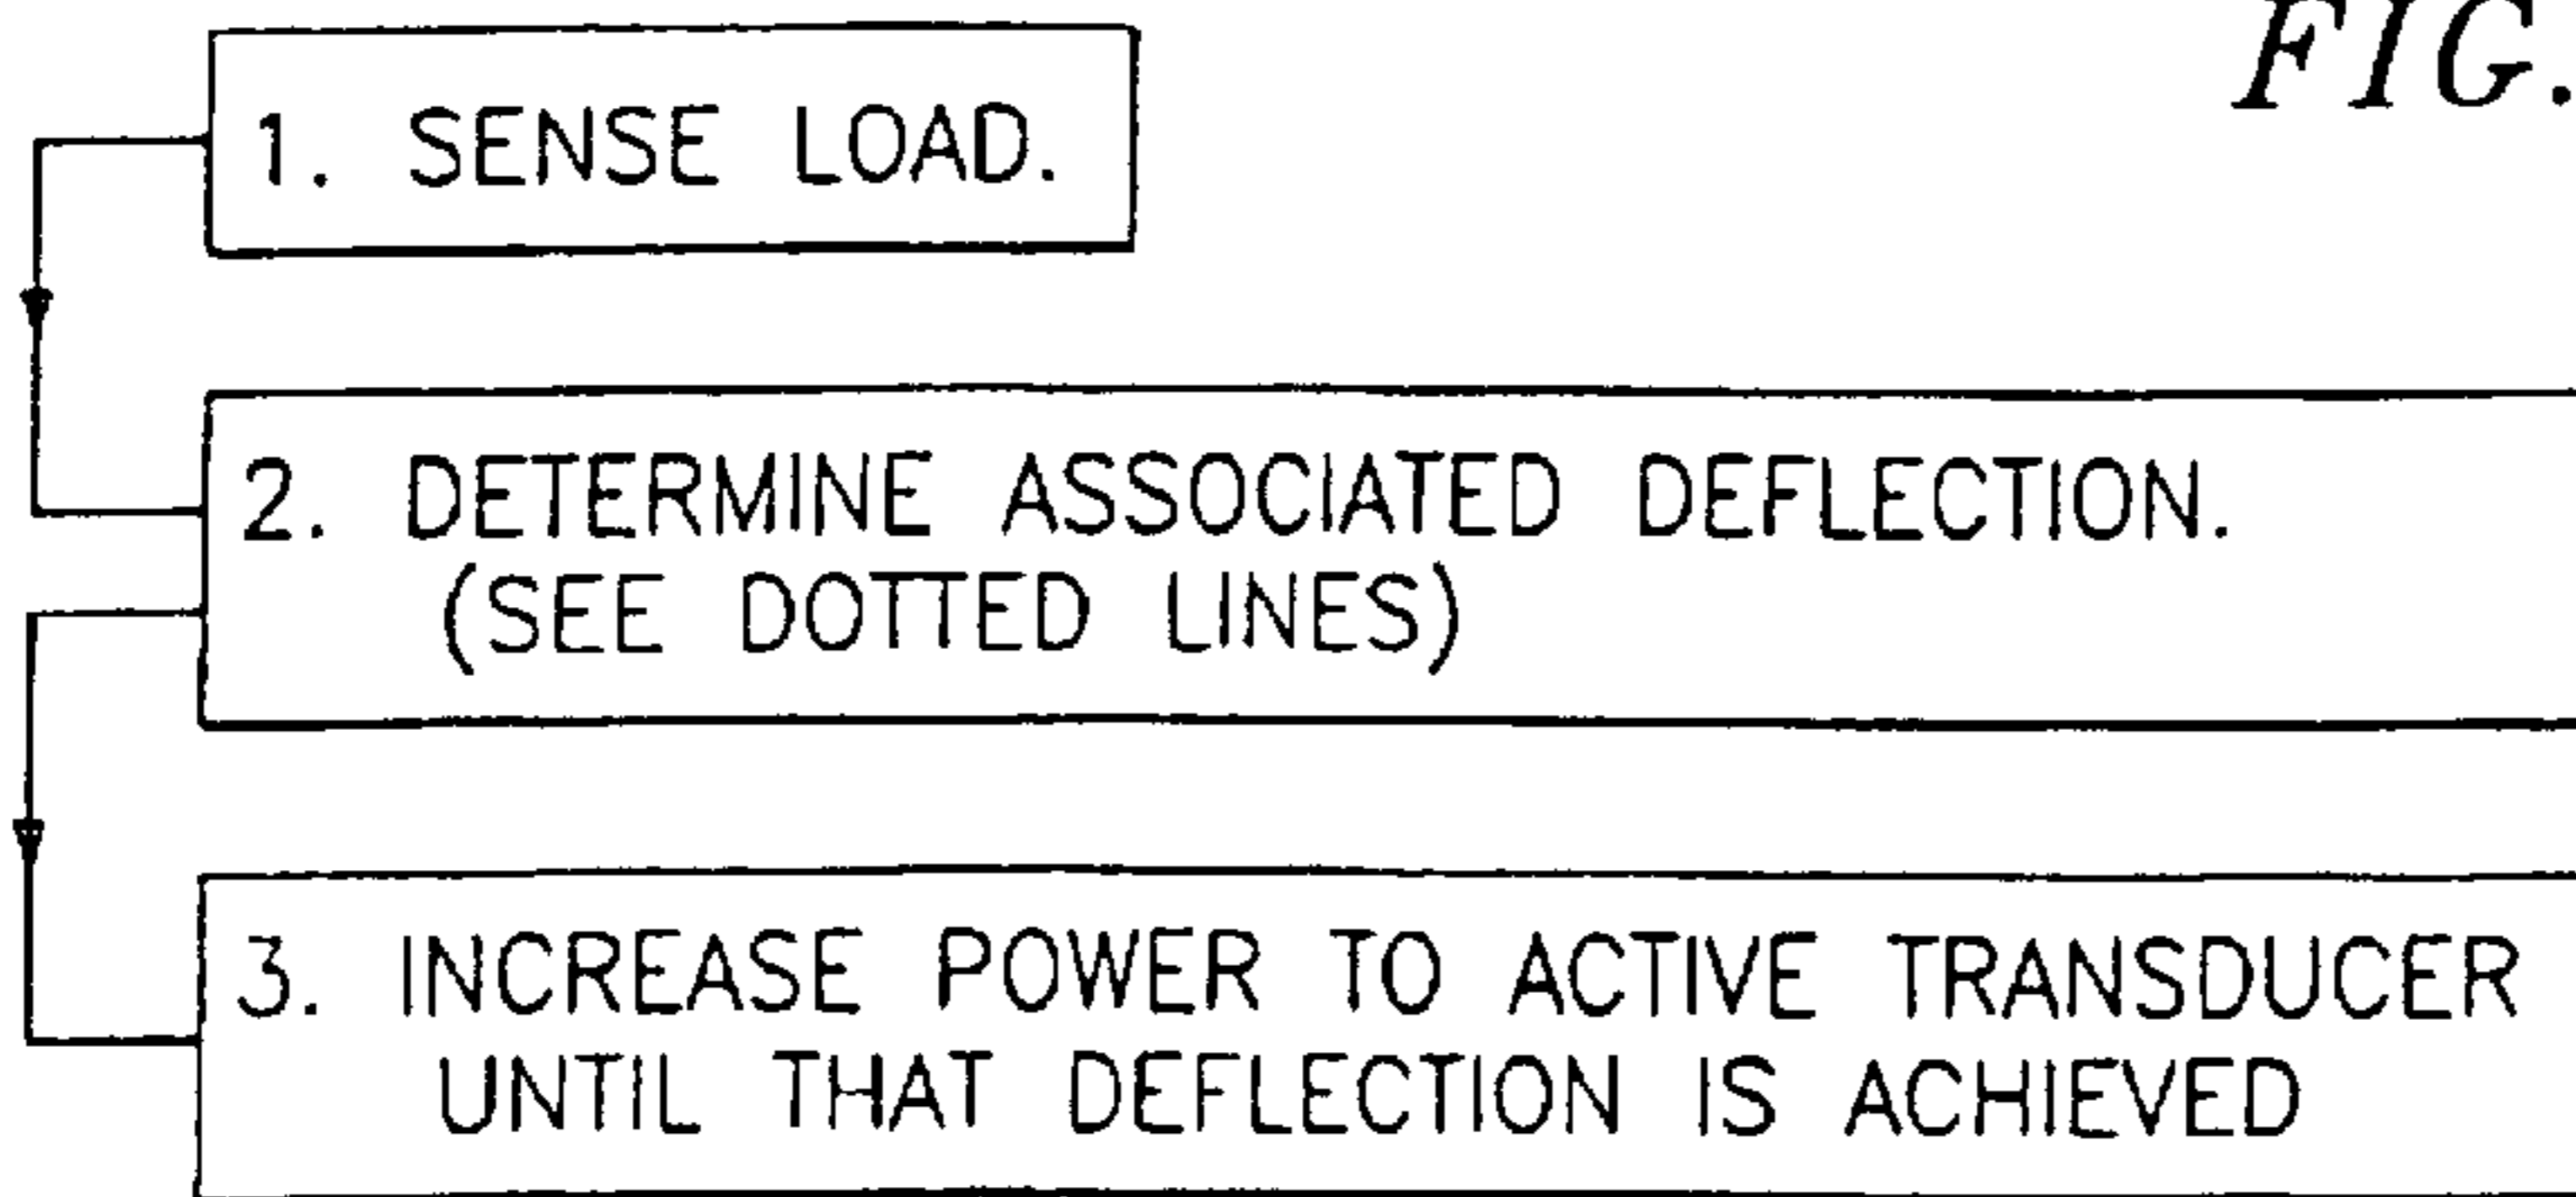 FIG.
1. SENSE LOAD.
2. DETERMINE ASSOCIATED DEFLECTION.
(SEE DOTTED LINES)
3. INCREASE POWER TO ACTIVE TRANSDUCER
UNTIL THAT DEFLECTION IS ACHIEVED